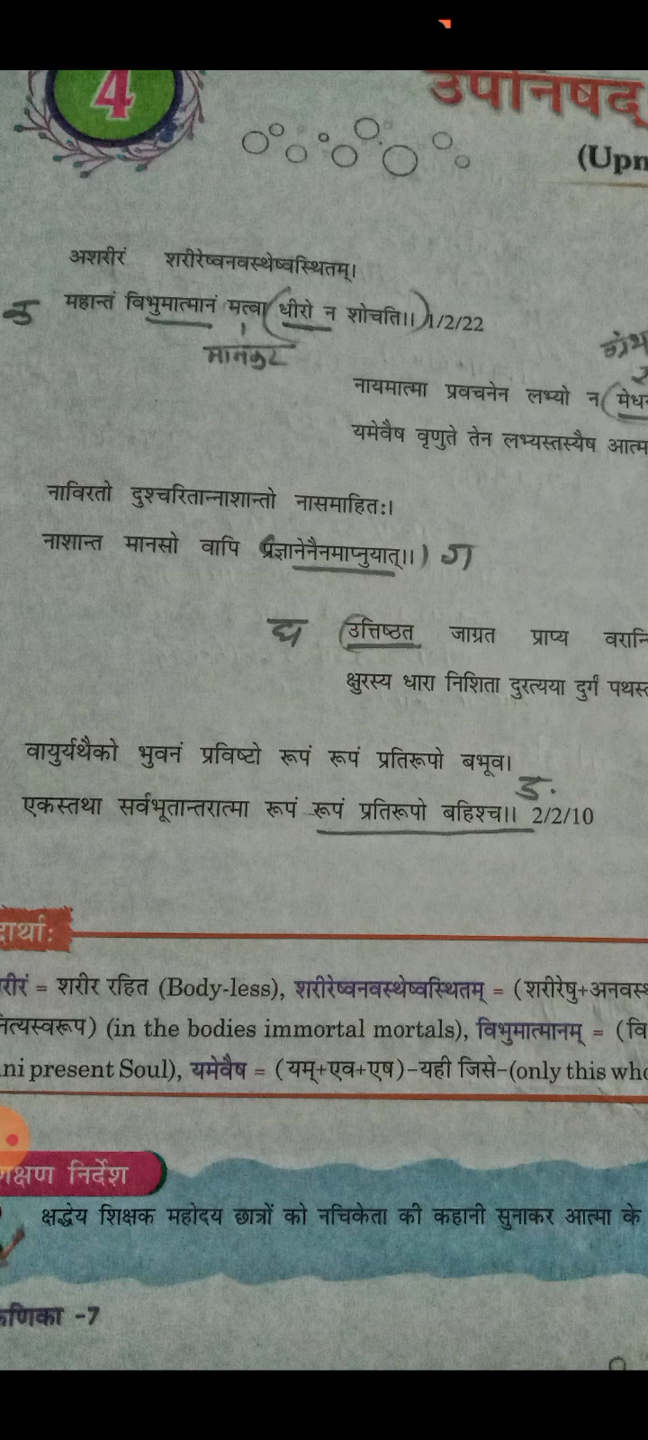 4
उपनिषद्
(Upn
अशरीरं शरीरेष्वनवस्थेष्वस्थितम्।
क महान्तं विभुमात्मानं मत्वा (धीरो न शोचति।।) 1/2/22
मानकर
नायमात्मा प्रवचनेन लभ्यो न (मेध
यमेवैष वृणुते तेन लभ्यस्तस्यैष आत्म
नाविरतो दुश्चरितान्नाशान्तो नासमाहितः।
नाशान्त मानसो वापि (प्रज्ञानेनैनमाप्नुयात्।।) ग
घ (उत्तिष्ठत जाग्रत प्राप्य वरान्नि
क्षुरस्य धारा निशिता दुरत्यया दुर्गं पथस्त
वायुर्यथैको भुवनं प्रविष्टो रूपं रूपं प्रतिरूपो बभूव।
ङ.
एकस्तथा सर्वभूतान्तरात्मा रूपं रूपं प्रतिरूपो बहिश्च।। 2/2/10
दार्थाः
रीरं = शरीर रहित (Body-less), शरीरेष्वनवस्थेष्वस्थितम् = (शरीरेषु+अनवस्थ
नित्यस्वरूप) (in the bodies immortal mortals), विभुमात्मानम् = (वि
ni present Soul), यमेवैष = (यम्+एव+एष)-यही जिसे-(only this who
क्षण निर्देश
क्षद्धेय शिक्षक महोदय छात्रों को नचिकेता की कहानी सुनाकर आत्मा के
णिका -7